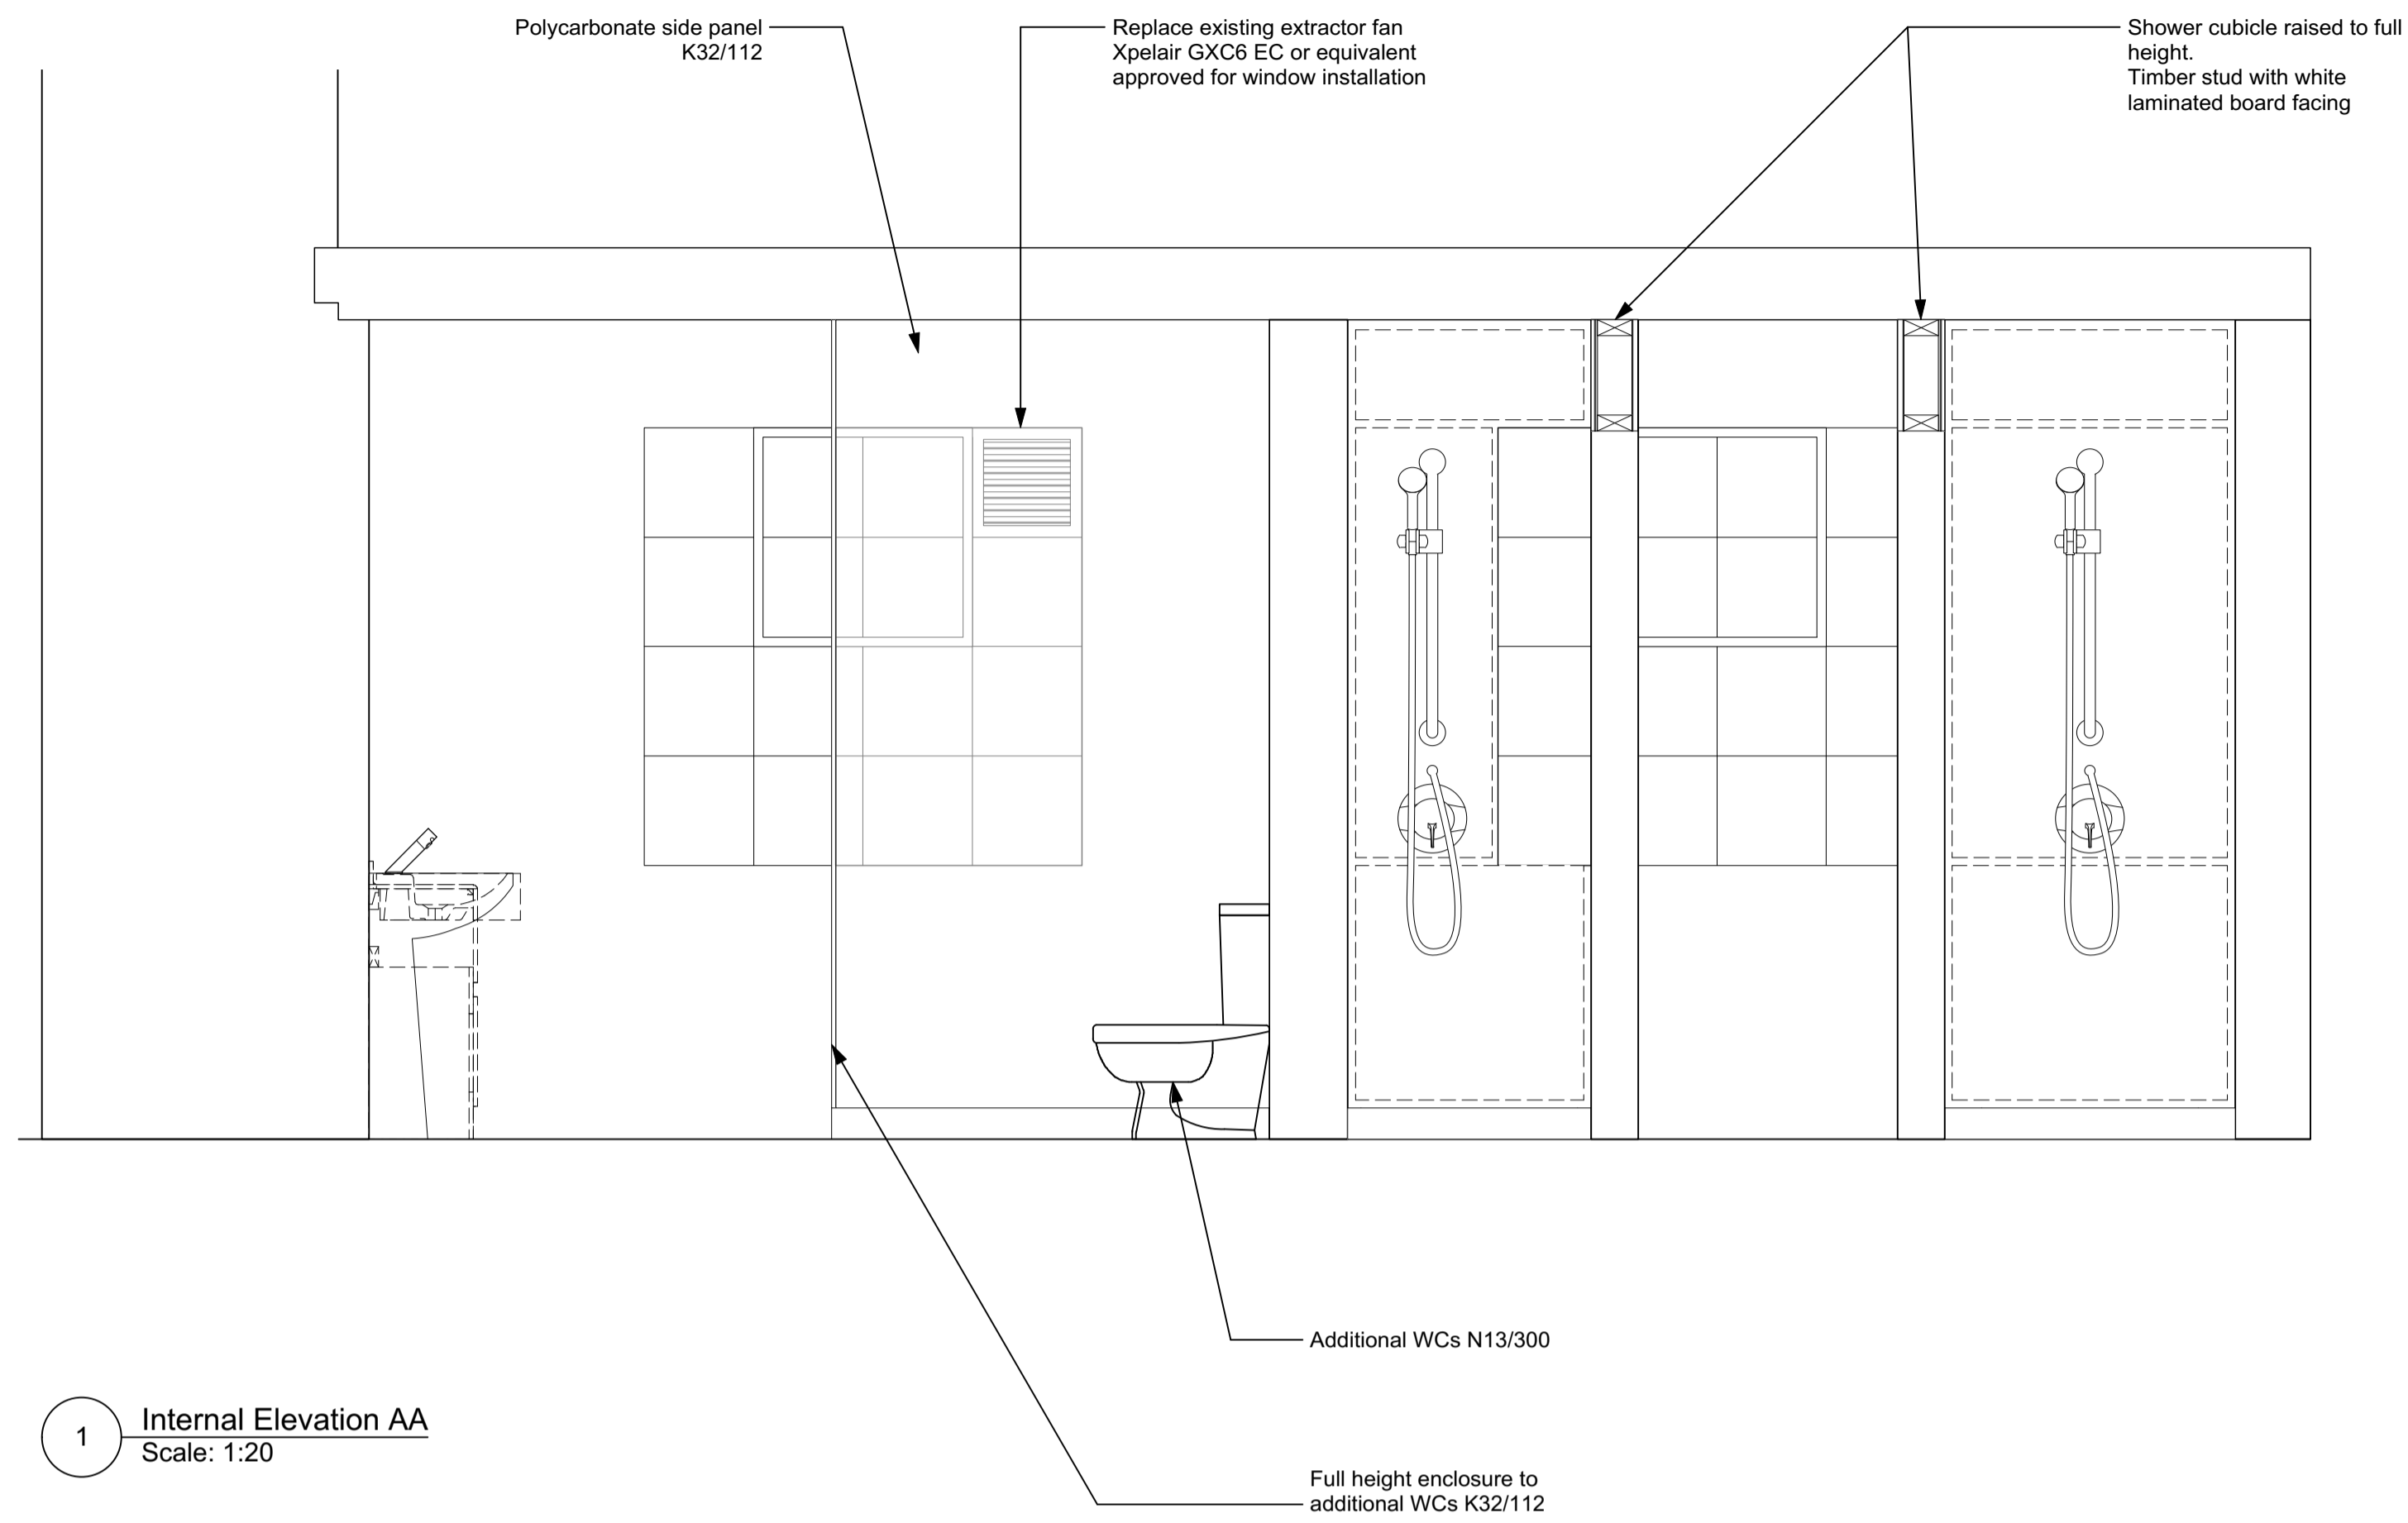 Polycarbonate side panel
K32/112
Replace existing extractor fan
Xpelair GXC6 EC or equivalent
approved for window installation
Shower cubicle raised to full
height.
Timber stud with white
laminated board facing
Additional WCs N13/300
1
Internal Elevation AA
Scale: 1:20
Full height enclosure to
additional WCs K32/112